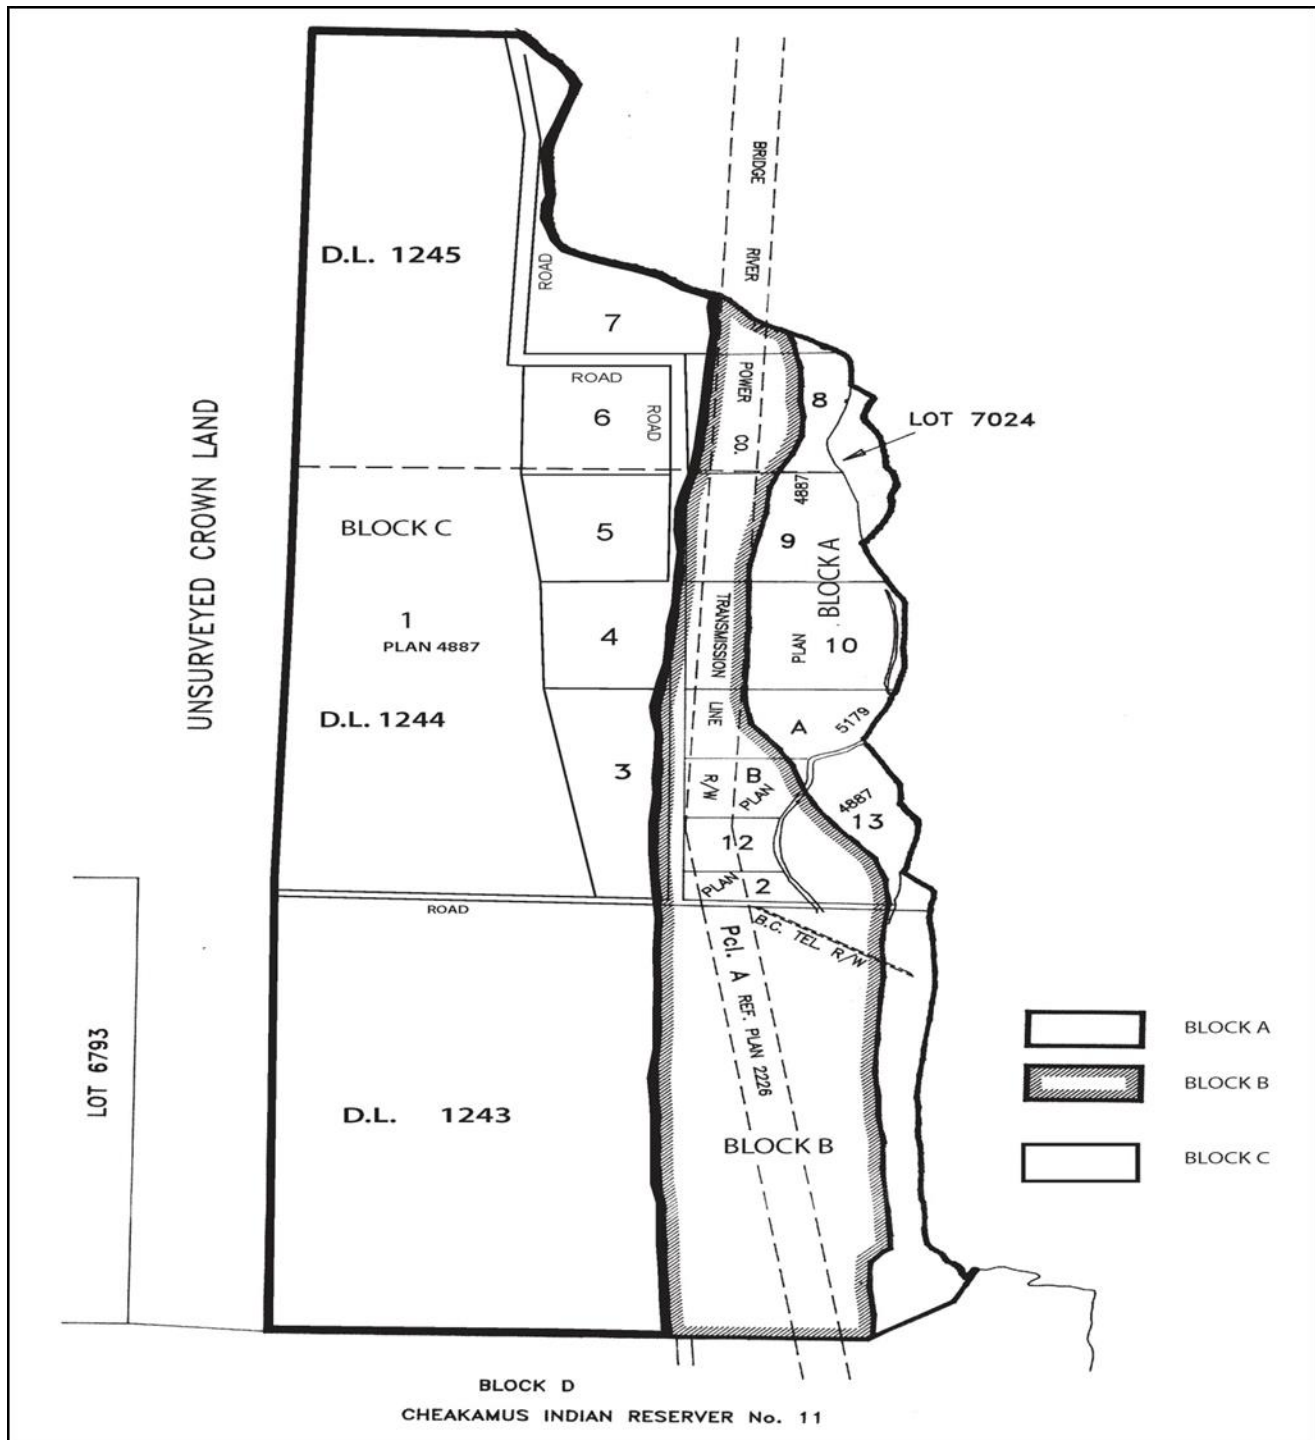 BRIDGE
RIVER
D.L. 1245
ROAD
7
POWER
CO.
ROAD
6
ROAD
8
LOT 7024
UNSURVEYED CROWN LAND
BLOCK C
5
4887
9
BLOCK A
TRANSMISSION
LINE
R/W
1
PLAN 4887
4
PLAN
10
D.L. 1244
A
5179
3
B
PLAN
4887
13
12
PLAN
2
ROAD
B.C. TEL. R/W
Pcl. A REF. PLAN 2226
LOT 6793
D.L. 1243
BLOCK B
BLOCK A
BLOCK B
BLOCK C
BLOCK D
CHEAKAMUS INDIAN RESERVER No. 11